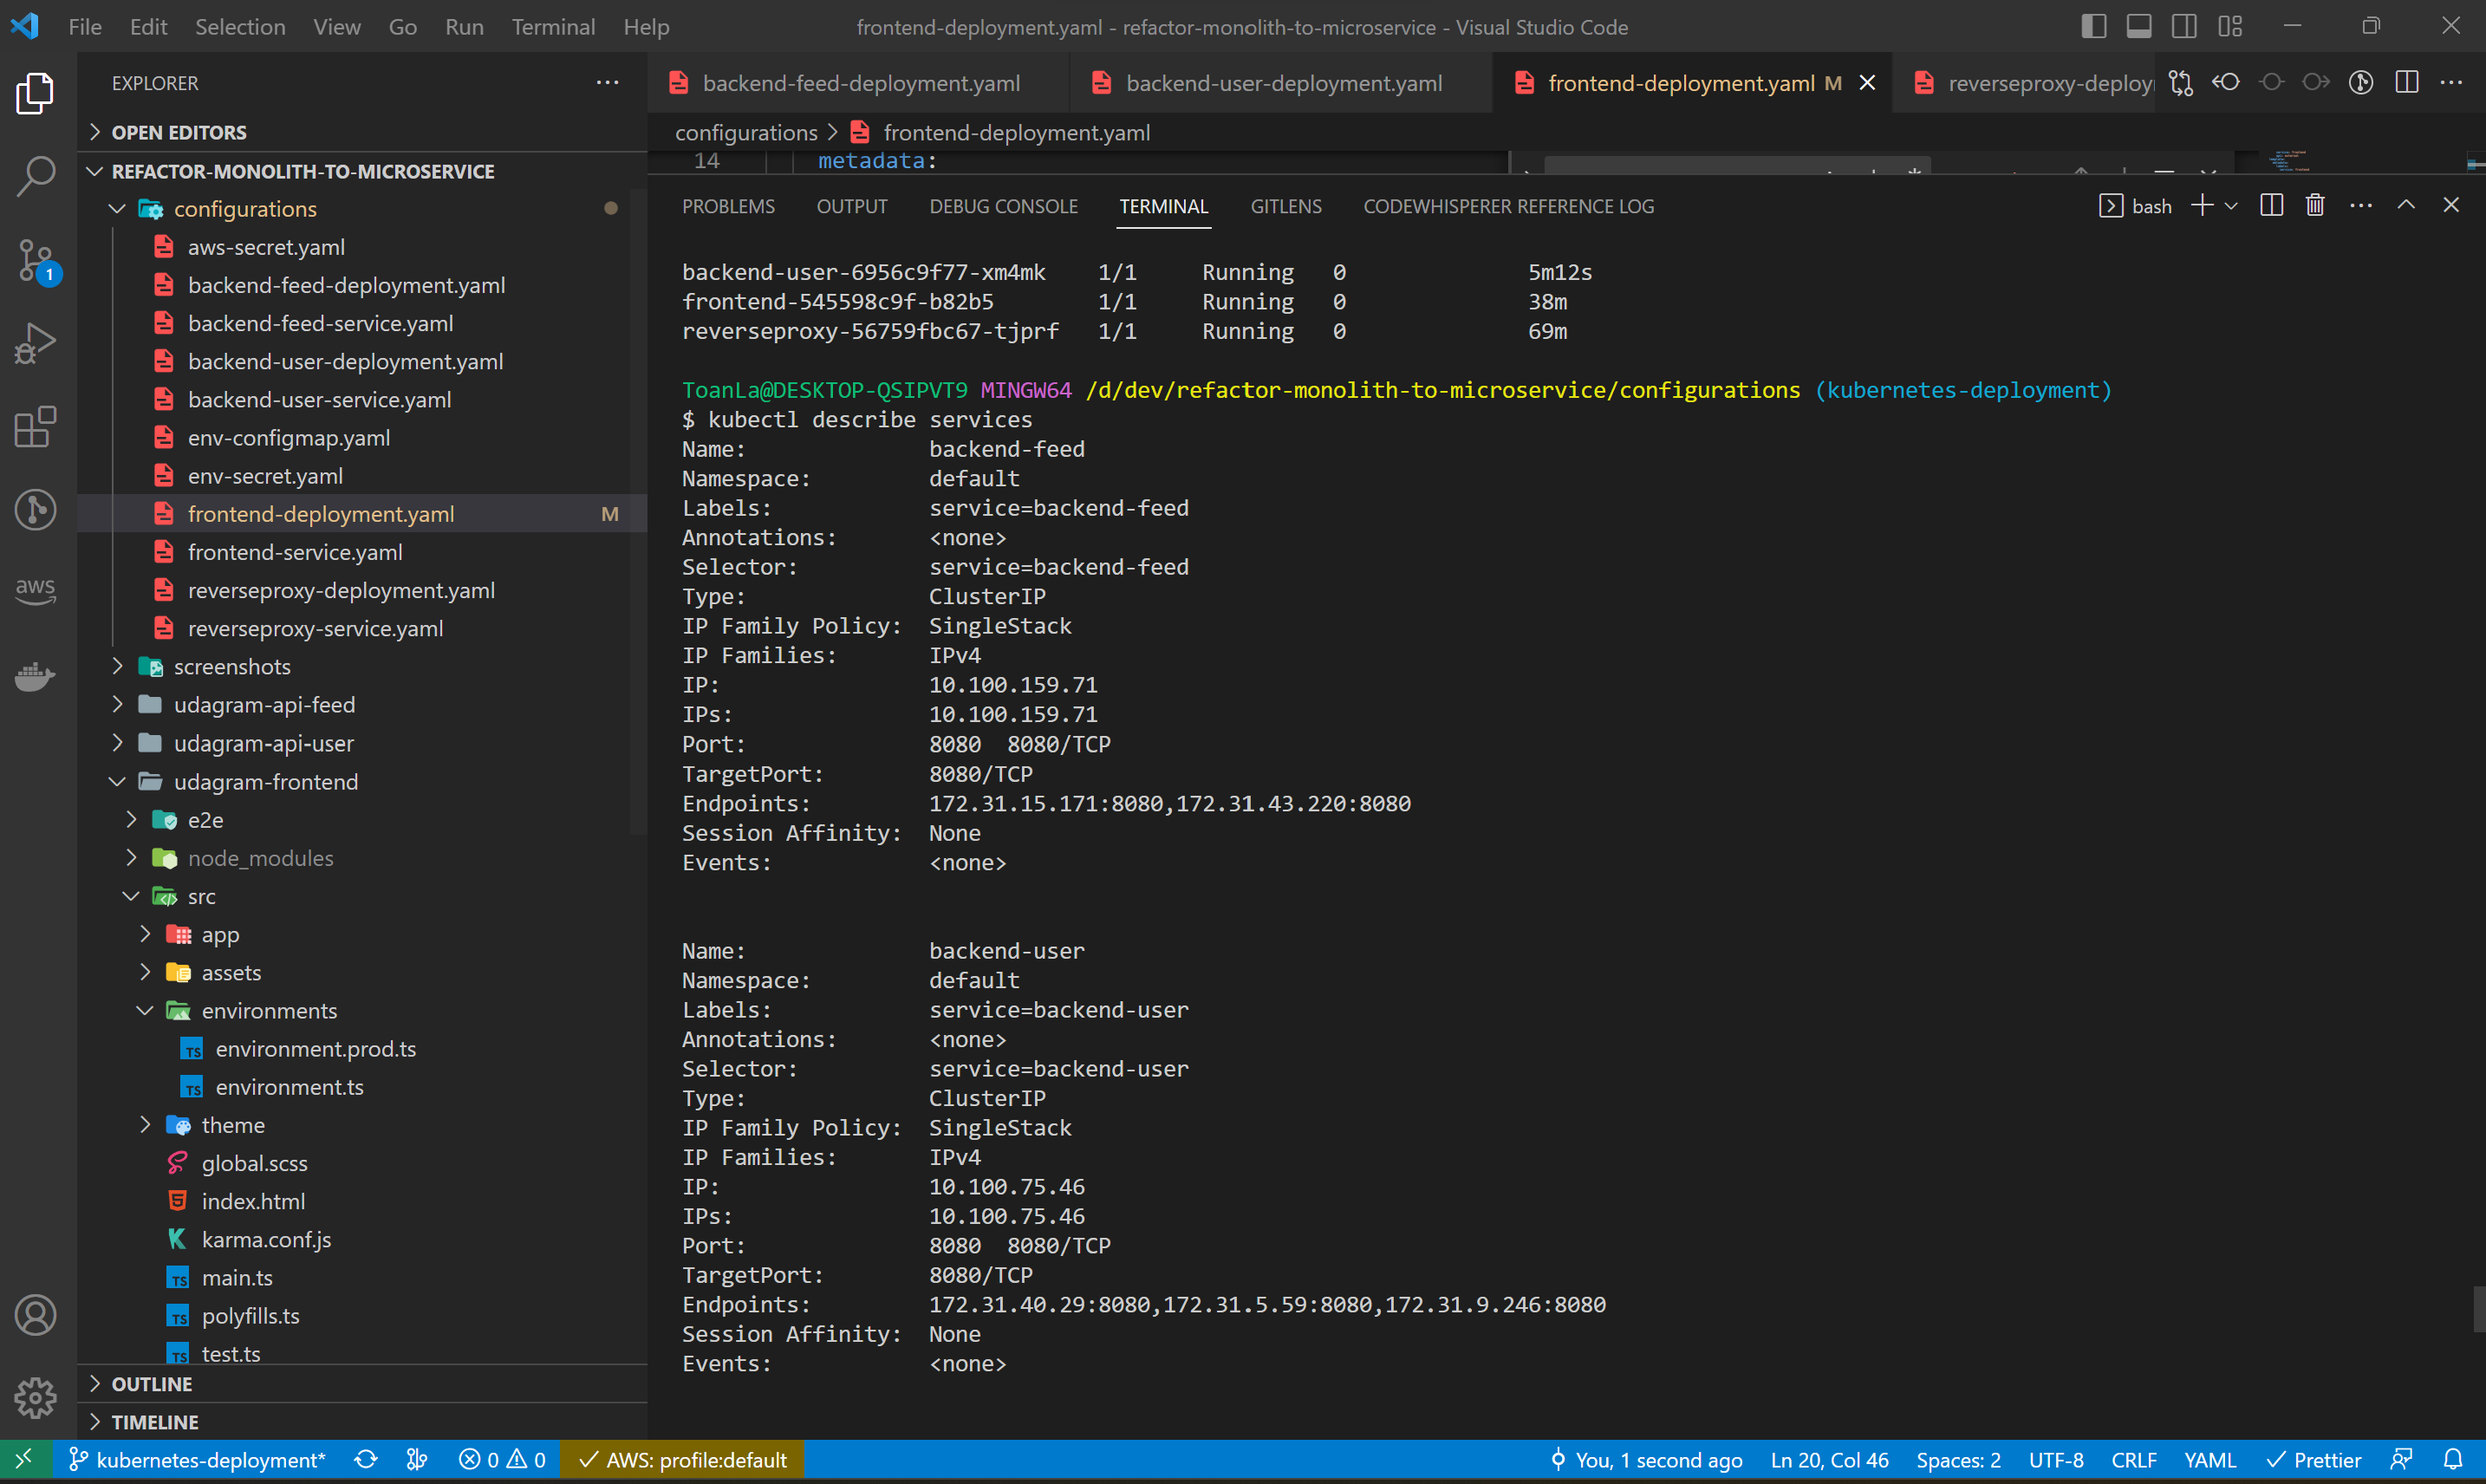 File Edit Selection View Go Run Terminal Help
frontend-deployment.yaml - refactor-monolith-to-microservice - Visual Studio Code
EXPLORER
OPEN EDITORS
REFACTOR-MONOLITH-TO-MICROSERVICE
configurations
aws-secret.yaml
backend-feed-deployment.yaml
backend-feed-service.yaml
backend-user-deployment.yaml
backend-user-service.yaml
env-configmap.yaml
env-secret.yaml
frontend-deployment.yaml M
frontend-service.yaml
reverseproxy-deployment.yaml
reverseproxy-service.yaml
screenshots
udagram-api-feed
udagram-api-user
udagram-frontend
e2e
node_modules
src
app
assets
environments
TS environment.prod.ts
TS environment.ts
theme
global.scss
index.html
karma.conf.js
TS main.ts
TS polyfills.ts
TS test.ts
OUTLINE
TIMELINE
1
aws
backend-feed-deployment.yaml backend-user-deployment.yaml frontend-deployment.yaml M reverseproxy-deploy
configurations > frontend-deployment.yaml
14 metadata:
PROBLEMS OUTPUT DEBUG CONSOLE TERMINAL GITLENS CODEWHISPERER REFERENCE LOG bash
backend-user-6956c9f77-xm4mk 1/1 Running 0 5m12s
frontend-545598c9f-b82b5 1/1 Running 0 38m
reverseproxy-56759fbc67-tjprf 1/1 Running 0 69m
ToanLa@DESKTOP-QSIPVT9 MINGW64 /d/dev/refactor-monolith-to-microservice/configurations (kubernetes-deployment)
$ kubectl describe services
Name: backend-feed
Namespace: default
Labels: service=backend-feed
Annotations: <none>
Selector: service=backend-feed
Type: ClusterIP
IP Family Policy: SingleStack
IP Families: IPv4
IP: 10.100.159.71
IPs: 10.100.159.71
Port: 8080 8080/TCP
TargetPort: 8080/TCP
Endpoints: 172.31.15.171:8080,172.31.43.220:8080
Session Affinity: None
Events: <none>
Name: backend-user
Namespace: default
Labels: service=backend-user
Annotations: <none>
Selector: service=backend-user
Type: ClusterIP
IP Family Policy: SingleStack
IP Families: IPv4
IP: 10.100.75.46
IPs: 10.100.75.46
Port: 8080 8080/TCP
TargetPort: 8080/TCP
Endpoints: 172.31.40.29:8080,172.31.5.59:8080,172.31.9.246:8080
Session Affinity: None
Events: <none>
kubernetes-deployment* 0 0 AWS: profile:default You, 1 second ago Ln 20, Col 46 Spaces: 2 UTF-8 CRLF YAML Prettier